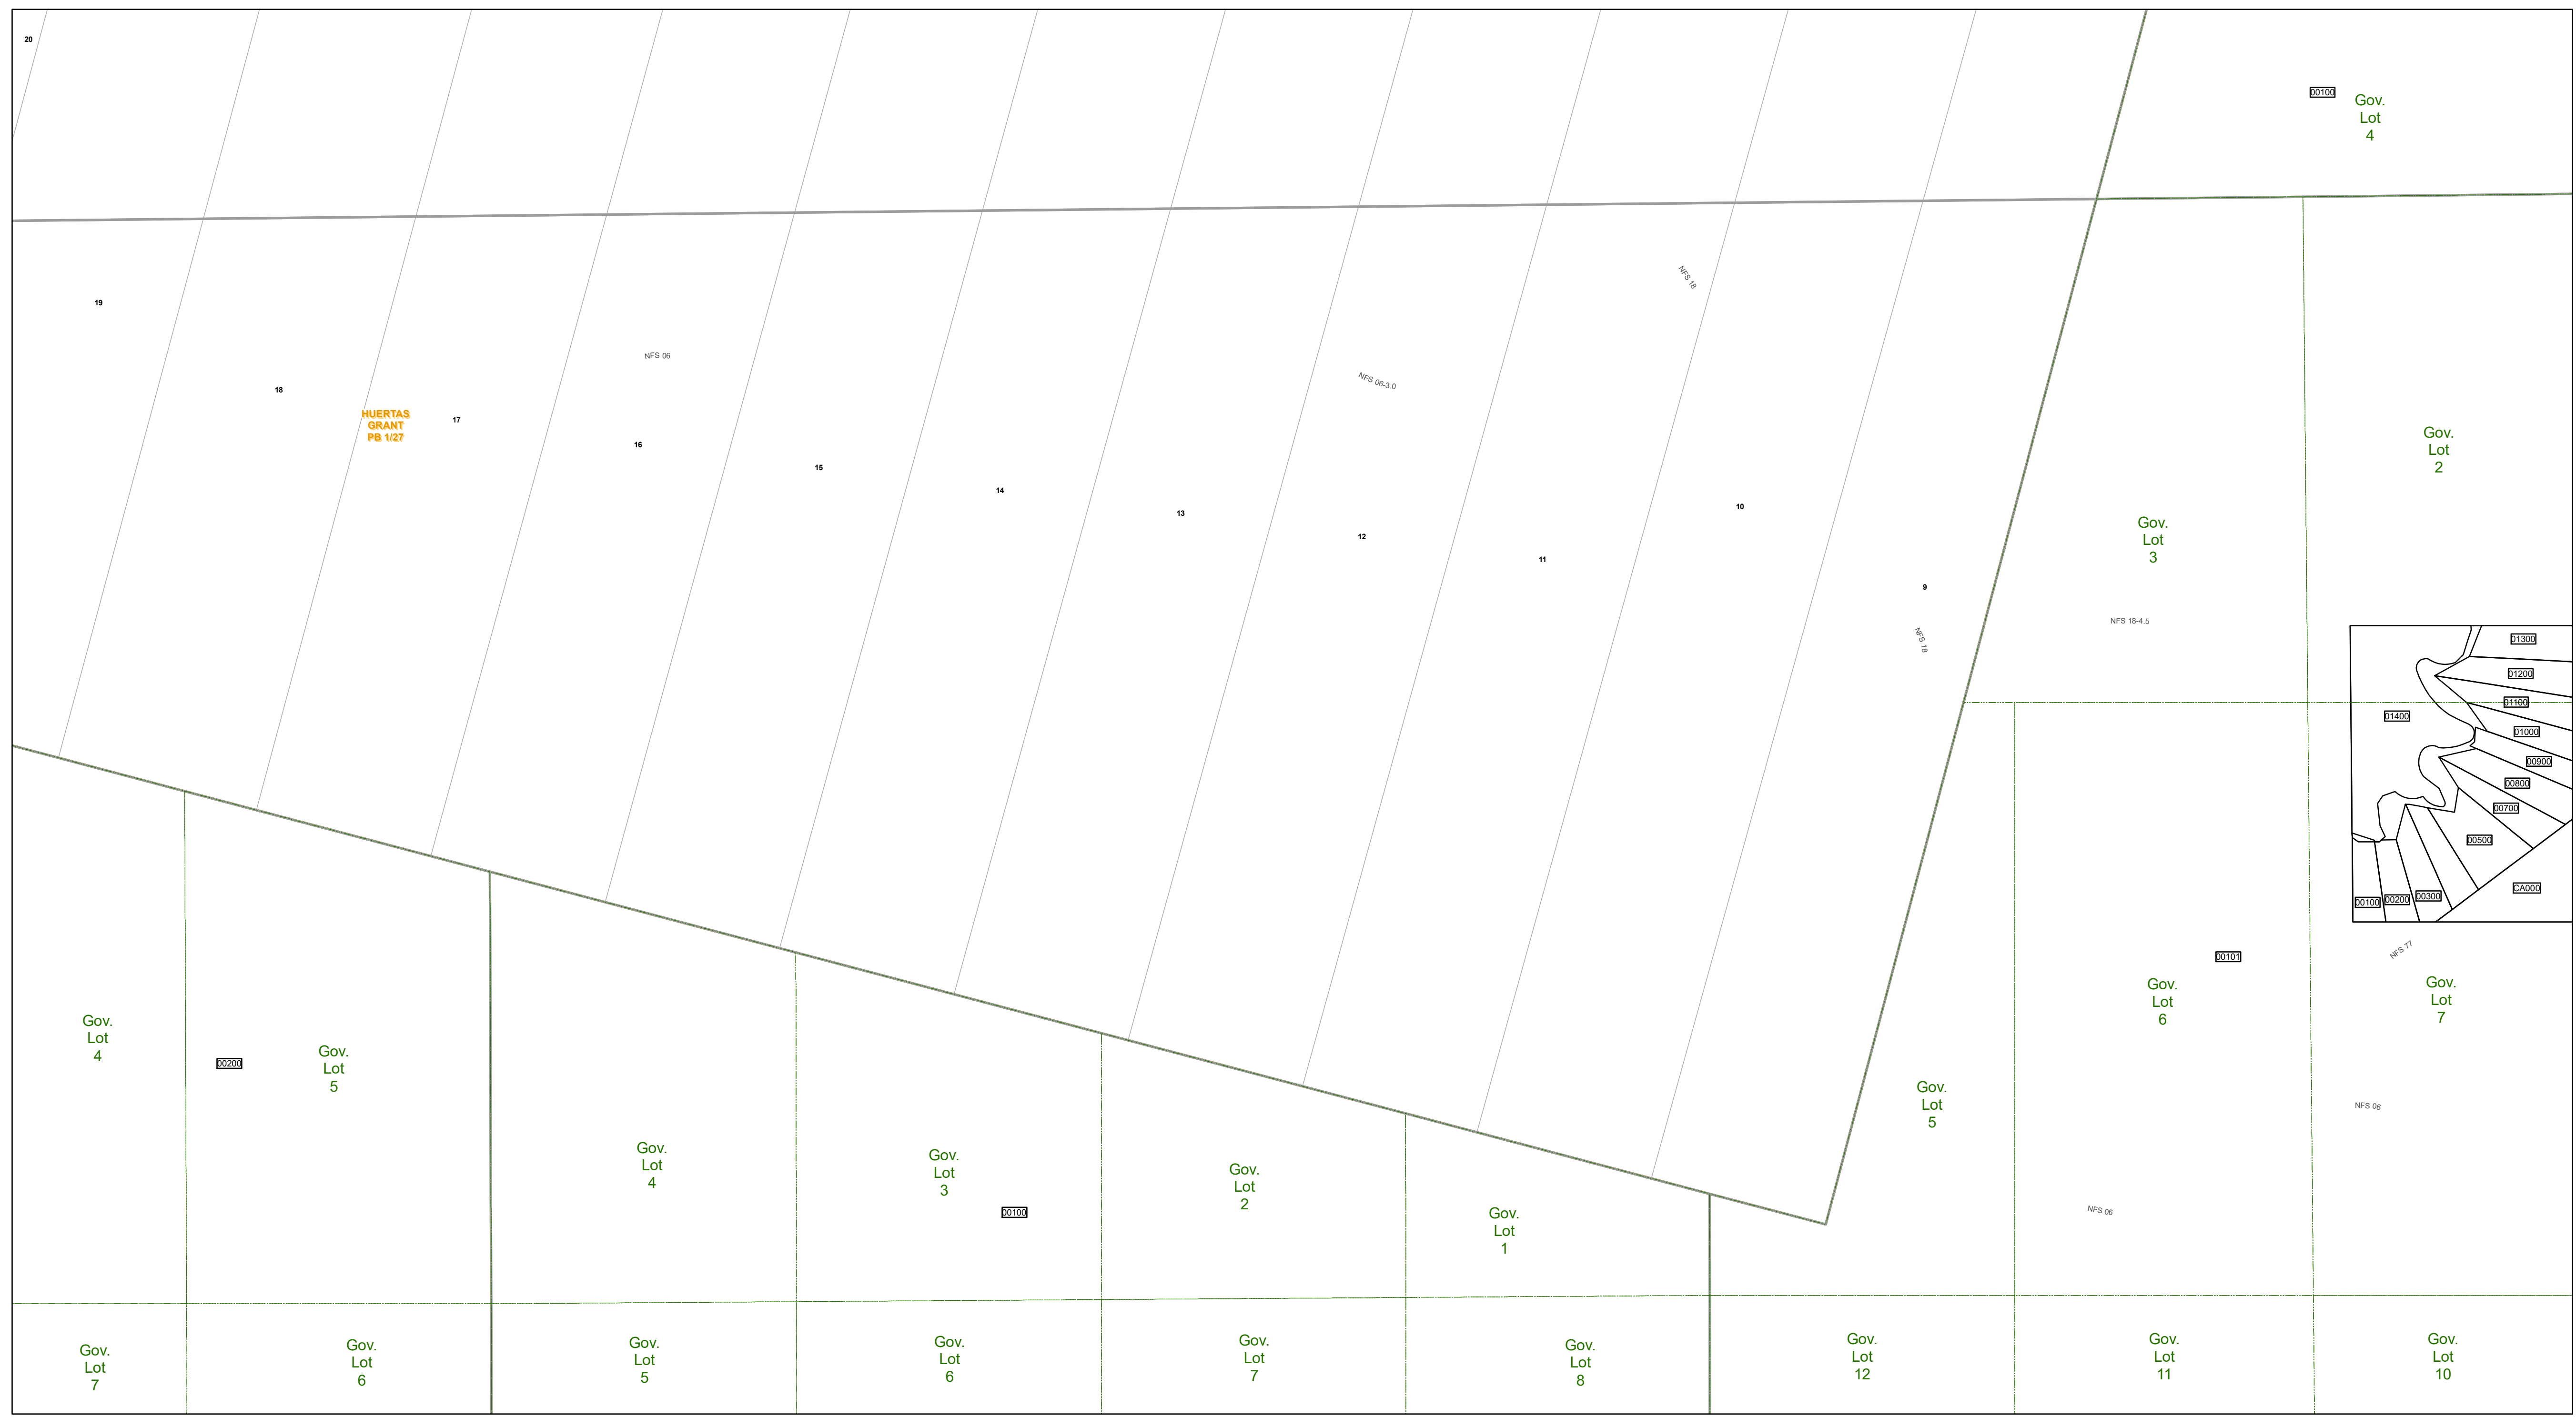 20
00100
Gov.
Lot
4
NFS 18
19
NFS 06
NFS 06-3.0
18
HUERTAS
GRANT
PB 1/27
17
16
15
14
13
12
11
10
9
Gov.
Lot
2
Gov.
Lot
3
NFS 18
NFS 18-4.5
01300
01200
01100
01400
01000
00900
00800
00700
00500
CA000
00300
00200
00100
NFS 77
00101
Gov.
Lot
6
Gov.
Lot
7
Gov.
Lot
4
00200
Gov.
Lot
5
Gov.
Lot
5
NFS 06
NFS 06
Gov.
Lot
4
Gov.
Lot
3
00100
Gov.
Lot
2
Gov.
Lot
1
Gov.
Lot
7
Gov.
Lot
6
Gov.
Lot
5
Gov.
Lot
6
Gov.
Lot
7
Gov.
Lot
8
Gov.
Lot
12
Gov.
Lot
11
Gov.
Lot
10